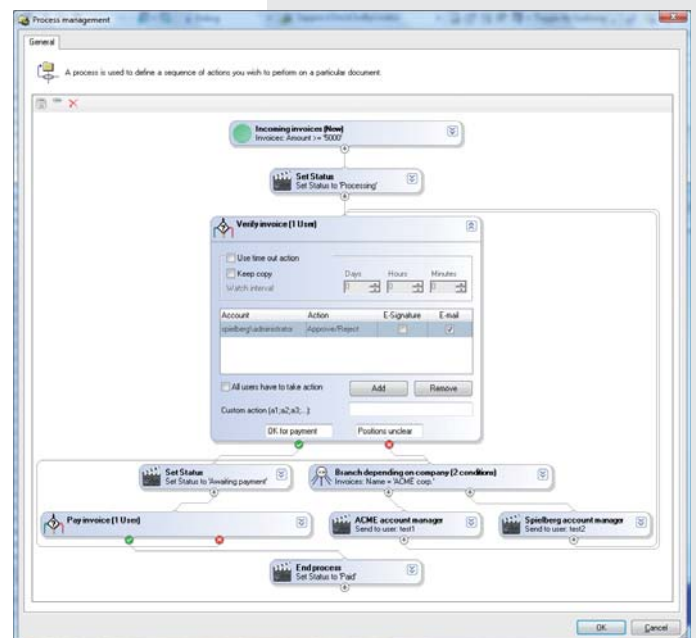 Process management
General
A process is used to define a sequence of actions you wish to perform on a particular document.
Incoming invoices (New)
Invoices: Amount >= '5000'
Set Status
Set Status to 'Processing'
Verify invoice (1 User)
Use time out action
Keep copy
Days Hours Minutes
Watch interval
0 0 0
Account Action E-Signature E-mail
spielberg\administrator Approve/Reject
All users have to take action
Add Remove
Custom action (a1;a2;a3;...):
OK for payment Positions unclear
Set Status
Set Status to 'Awaiting payment'
Branch depending on company (2 conditions)
Invoices: Name = 'ACME corp.'
Pay invoice (1 User)
ACME account manager
Send to user: test1
Spielberg account manager
Send to user: test2
End process
Set Status to 'Paid'
OK Cancel